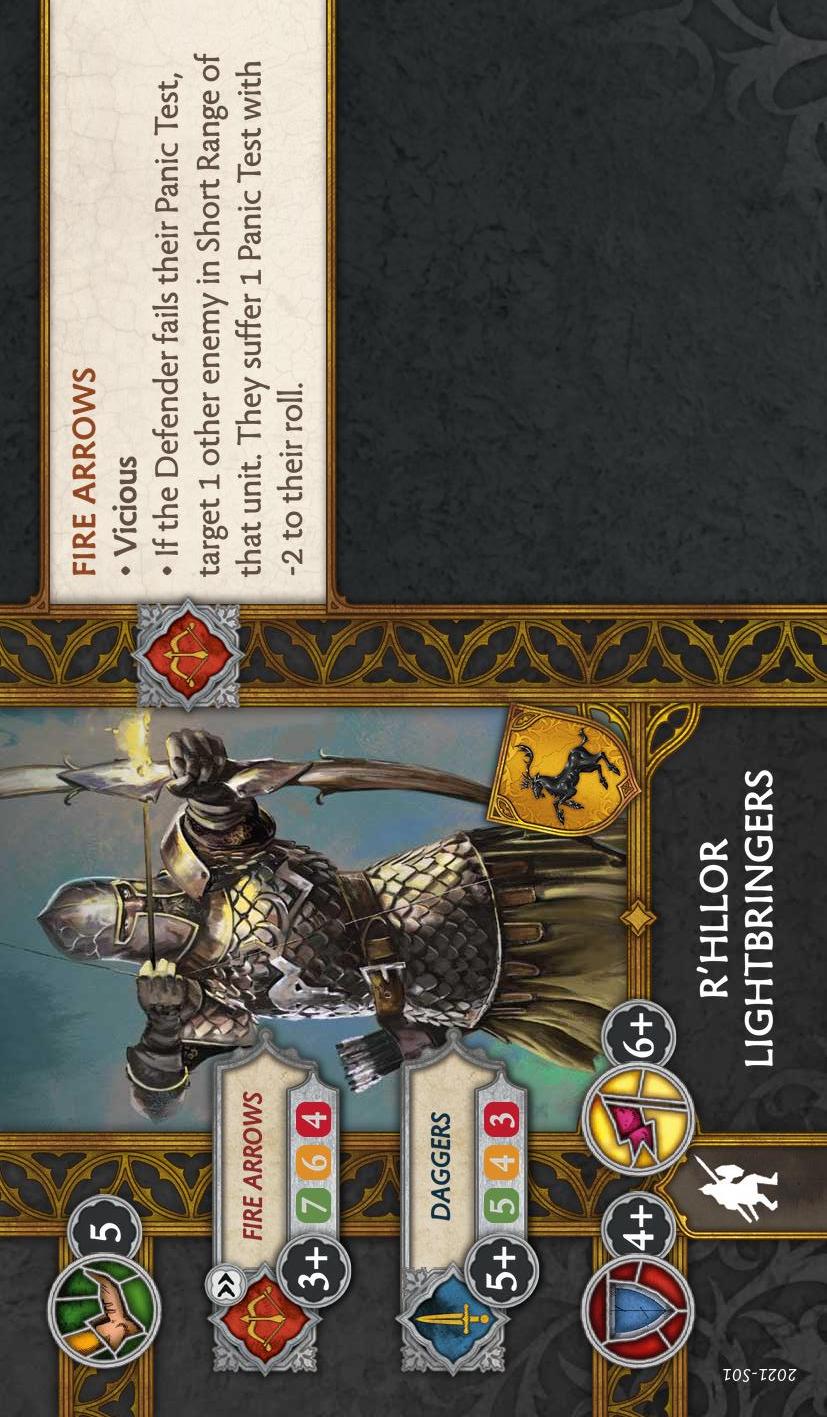 5
FIRE ARROWS
3+
7 6 4
DAGGERS
5+
5 4 3
4+
6+
R'HLLOR
LIGHTBRINGERS
2021-S01
FIRE ARROWS
• Vicious
• If the Defender fails their Panic Test,
target 1 other enemy in Short Range of
that unit. They suffer 1 Panic Test with
-2 to their roll.